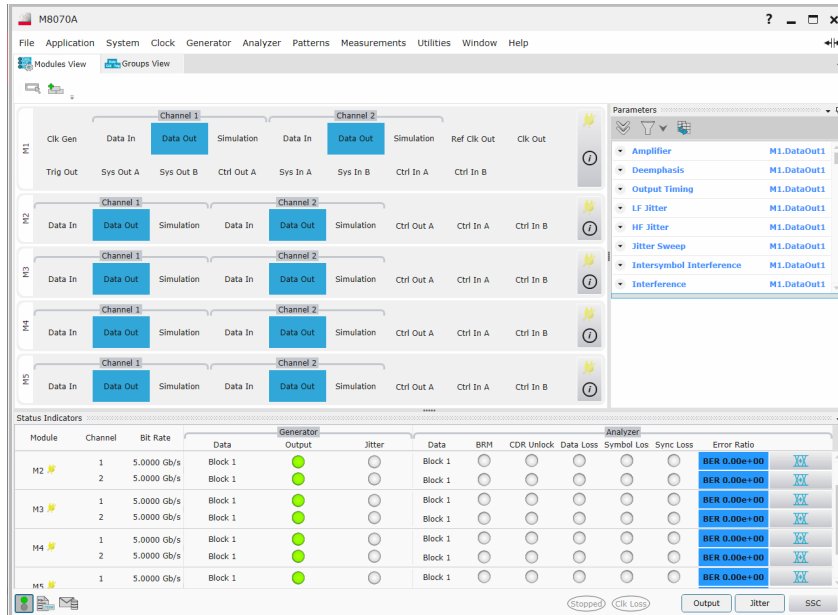 M8070A
?
File Application System Clock Generator Analyzer Patterns Measurements Utilities Window Help
Modules View Groups View
Parameters
M1
Channel 1 Channel 2
Clk Gen Data In Data Out Simulation Data In Data Out Simulation Ref Clk Out Clk Out
Trig Out Sys Out A Sys Out B Ctrl Out A Sys In A Sys In B Ctrl In A Ctrl In B
Amplifier M1.DataOut1
Deemphasis M1.DataOut1
Output Timing M1.DataOut1
LF Jitter M1.DataOut1
HF Jitter M1.DataOut1
Jitter Sweep M1.DataOut1
Intersymbol Interference M1.DataOut1
Interference M1.DataOut1
M2
Channel 1 Channel 2
Data In Data Out Simulation Data In Data Out Simulation Ctrl Out A Ctrl In A Ctrl In B
M3
Channel 1 Channel 2
Data In Data Out Simulation Data In Data Out Simulation Ctrl Out A Ctrl In A Ctrl In B
M4
Channel 1 Channel 2
Data In Data Out Simulation Data In Data Out Simulation Ctrl Out A Ctrl In A Ctrl In B
M5
Channel 1 Channel 2
Data In Data Out Simulation Data In Data Out Simulation Ctrl Out A Ctrl In A Ctrl In B
Status Indicators
Generator Analyzer
Module Channel Bit Rate Data Output Jitter Data BRM CDR Unlock Data Loss Symbol Los Sync Loss Error Ratio
M2 1 5.0000 Gb/s Block 1 Block 1 BER 0.00e+00
2 5.0000 Gb/s Block 1 Block 1 BER 0.00e+00
M3 1 5.0000 Gb/s Block 1 Block 1 BER 0.00e+00
2 5.0000 Gb/s Block 1 Block 1 BER 0.00e+00
M4 1 5.0000 Gb/s Block 1 Block 1 BER 0.00e+00
2 5.0000 Gb/s Block 1 Block 1 BER 0.00e+00
M5 1 5.0000 Gb/s Block 1 Block 1 BER 0.00e+00
Stopped Clk Loss Output Jitter SSC